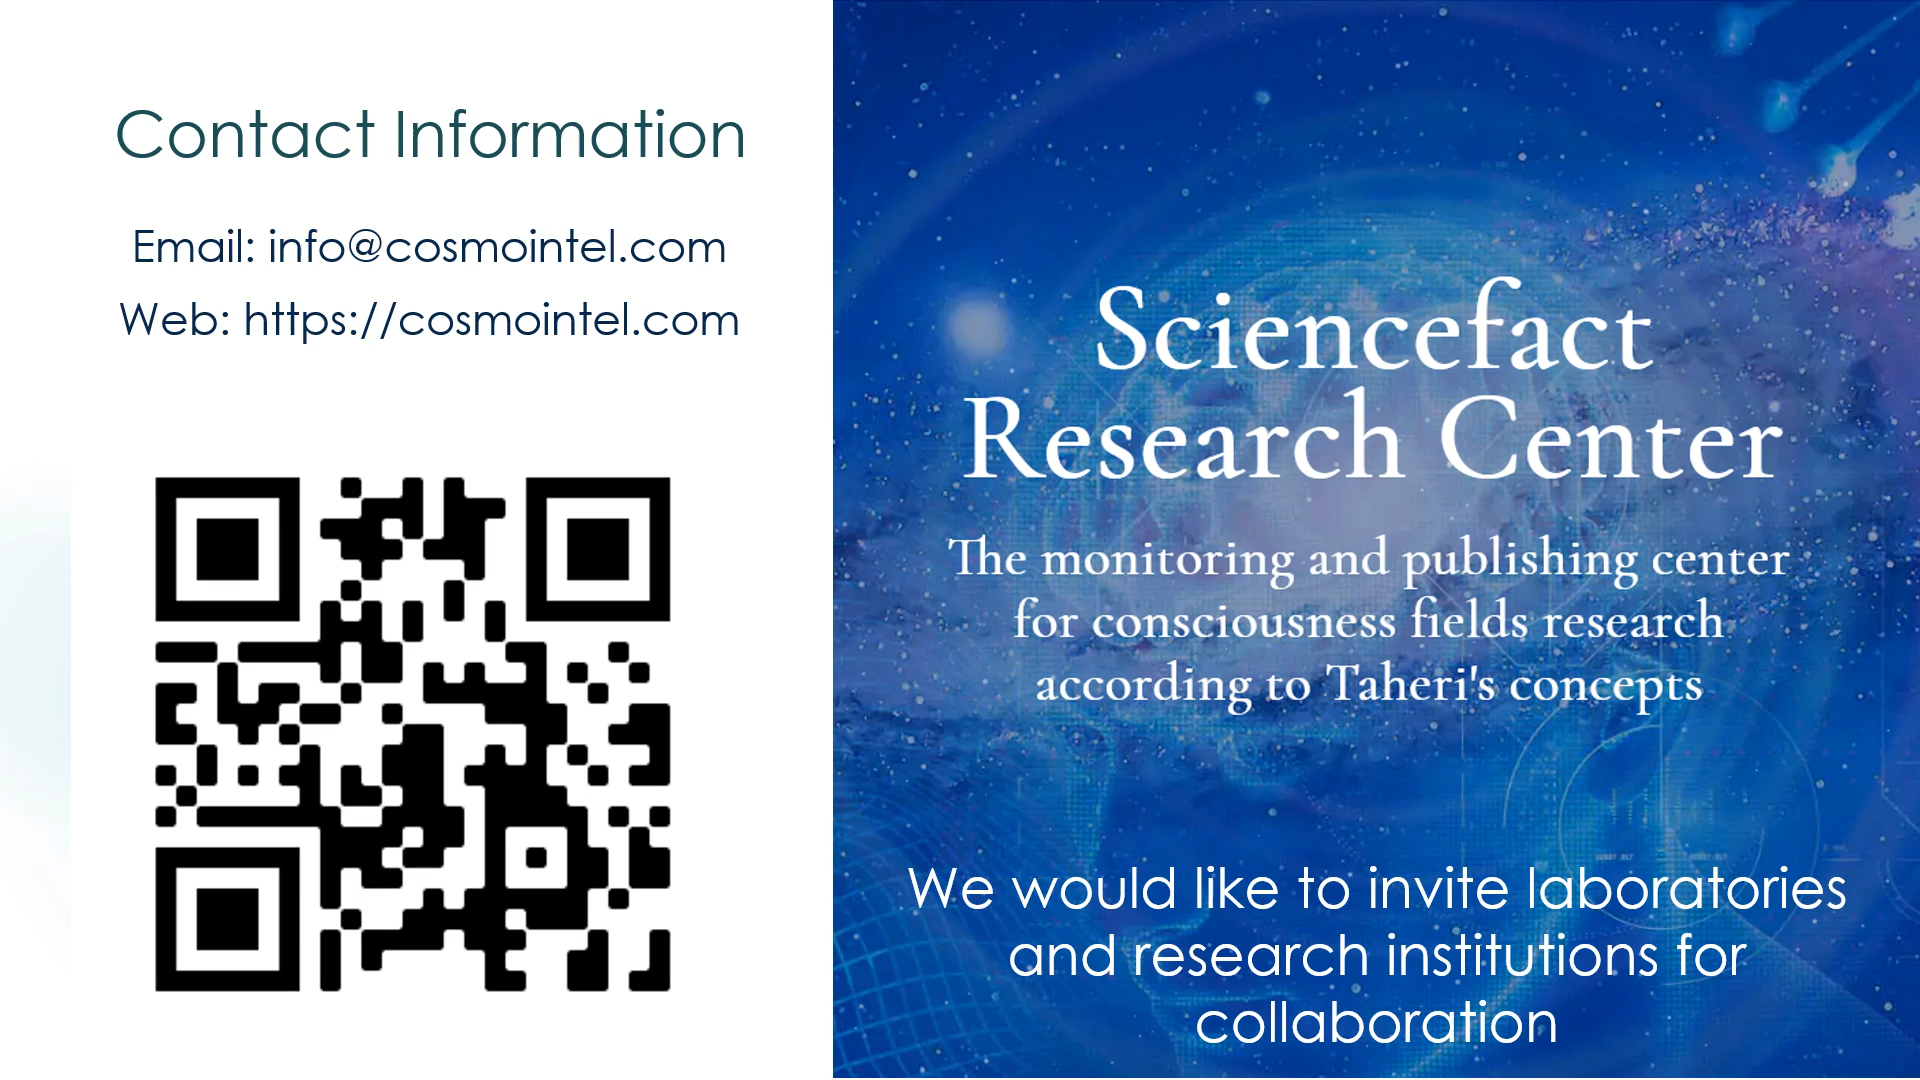 Contact Information
Email: info@cosmointel.com
Web: https://cosmointel.com
Sciencefact
Research Center
The monitoring and publishing center
for consciousness fields research
according to Taheri's concepts
We would like to invite laboratories
and research institutions for
collaboration